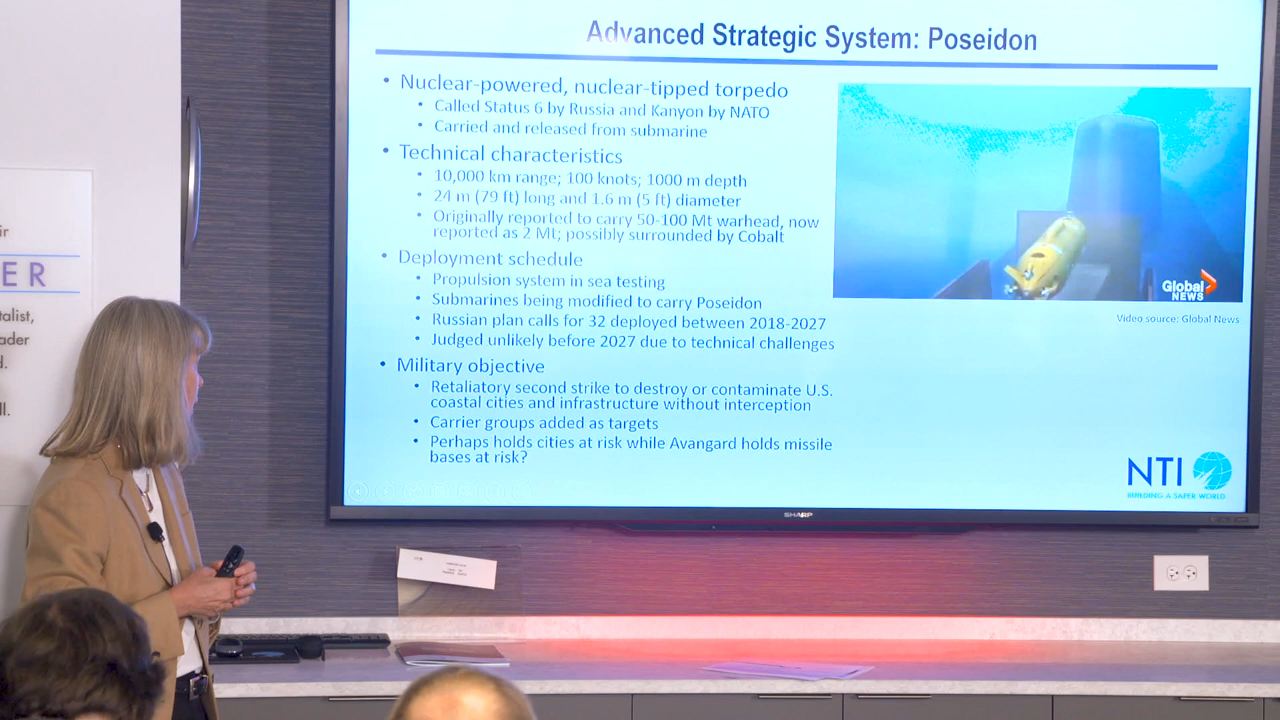 Advanced Strategic System: Poseidon
• Nuclear-powered, nuclear-tipped torpedo
• Called Status 6 by Russia and Kanyon by NATO
• Carried and released from submarine
• Technical characteristics
• 10,000 km range; 100 knots; 1000 m depth
• 24 m (79 ft) long and 1.6 m (5 ft) diameter
• Originally reported to carry 50-100 Mt warhead, now
reported as 2 Mt; possibly surrounded by Cobalt
• Deployment schedule
• Propulsion system in sea testing
• Submarines being modified to carry Poseidon
• Russian plan calls for 32 deployed between 2018-2027
• Judged unlikely before 2027 due to technical challenges
• Military objective
• Retaliatory second strike to destroy or contaminate U.S.
coastal cities and infrastructure without interception
• Carrier groups added as targets
• Perhaps holds cities at risk while Avangard holds missile
bases at risk?
Global
NEWS
Video source: Global News
NTI
BUILDING A SAFER WORLD
SHARP
ir
ER
talist,
ader
d.
ll.